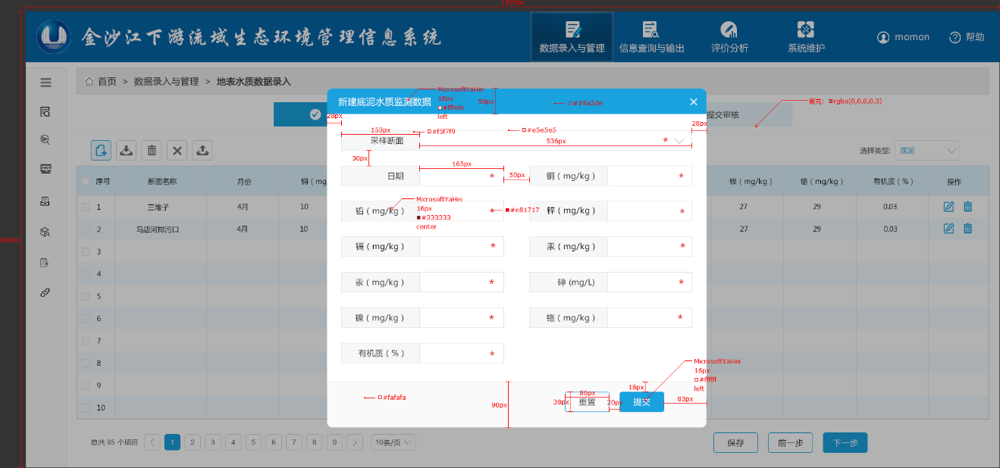 1920px
金沙江下游流域生态环境管理信息系统
数据录入与管理
信息查询与输出
评价分析
系统维护
momon
帮助
首页 > 数据录入与管理 > 地表水质数据录入
新建底泥水质监测数据
MicrosoftYaHei
18px
#fffefe
left
50px
#19a2de
填充: rgba(0,0,0,0.3)
提交审核
28px
28px
153px
#f5f7f9
#e5e5e5
采样断面
536px
*
30px
165px
50px
选择类型: 底泥
日期 *
铜（mg/kg） *
序号 断面名称 月份 铜（mg
镍（mg/kg） 铬（mg/kg） 有机质（%） 操作
MicrosoftYaHei
16px
#333333
center
铅（mg/kg） *
#e81717
锌（mg/kg） *
1 三堆子 4月 10
27 29 0.03
2 马店河排污口 4月 10
27 29 0.03
900px
3
镉（mg/kg） *
汞（mg/kg） *
4
汞（mg/kg） *
砷 (mg/L) *
5
6
镍（mg/kg） *
铬（mg/kg） *
7
有机质（%） *
8
MicrosoftYaHei
16px
#ffffff
left
9
10
#fafafa
90px
18px
86px
38px
重置
20px
提交
83px
总共 85 个项目
1 2 3 4 5 6 7 8 9
10条/页
保存
前一步
下一步